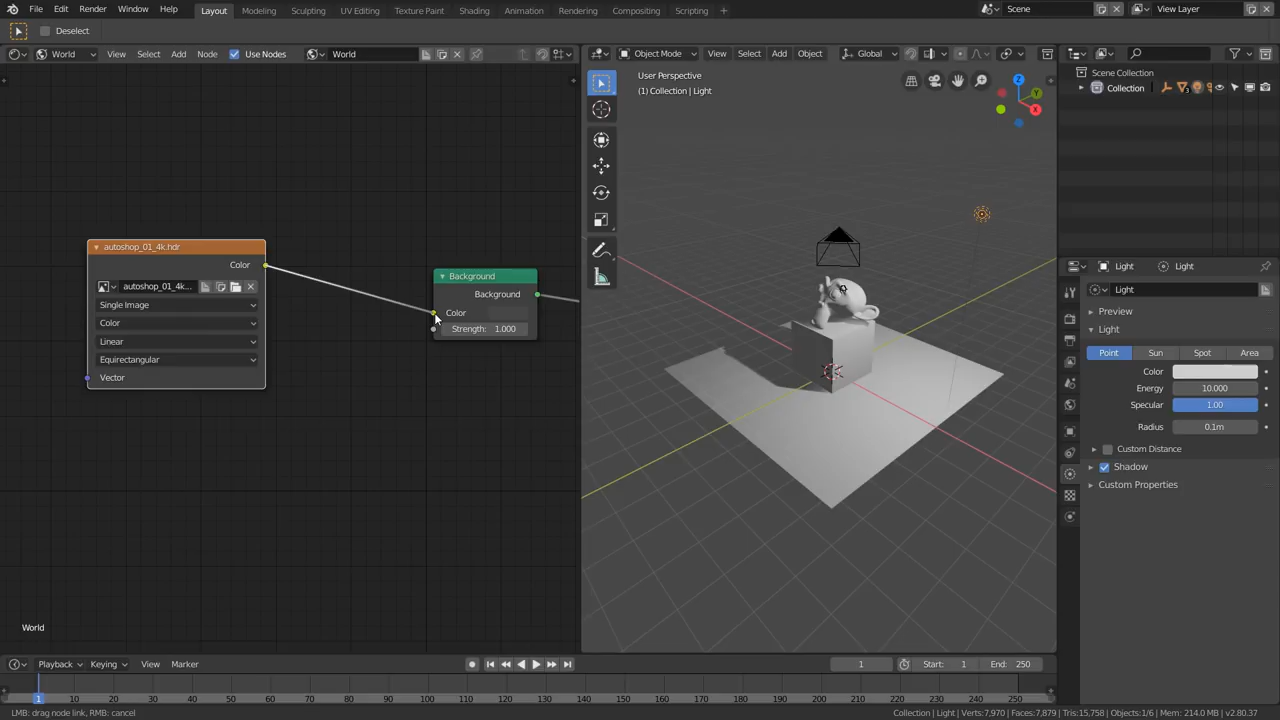 File Edit Render Window Help Layout Modeling Sculpting UV Editing Texture Paint Shading Animation Rendering Compositing Scripting + Scene View Layer
Deselect
World View Select Add Node Use Nodes World
Object Mode View Select Add Object Global
User Perspective
(1) Collection | Light
Z
Y
X
Scene Collection
Collection
autoshop_01_4k.hdr
Color
autoshop_01_4k...
Single Image
Color
Linear
Equirectangular
Vector
Background
Background
Color
Strength: 1.000
World
Light Light
Light
Preview
Light
Point Sun Spot Area
Color
Energy 10.000
Specular 1.00
Radius 0.1m
Custom Distance
Shadow
Custom Properties
Playback Keying View Marker 1 Start: 1 End: 250
1 10 20 30 40 50 60 70 80 90 100 110 120 130 140 150 160 170 180 190 200 210 220 230 240 250
LMB: drag node link, RMB: cancel Collection | Light | Verts:7,970 | Faces:7,879 | Tris:15,758 | Objects:1/6 | Mem: 214.0 MB | v2.80.37